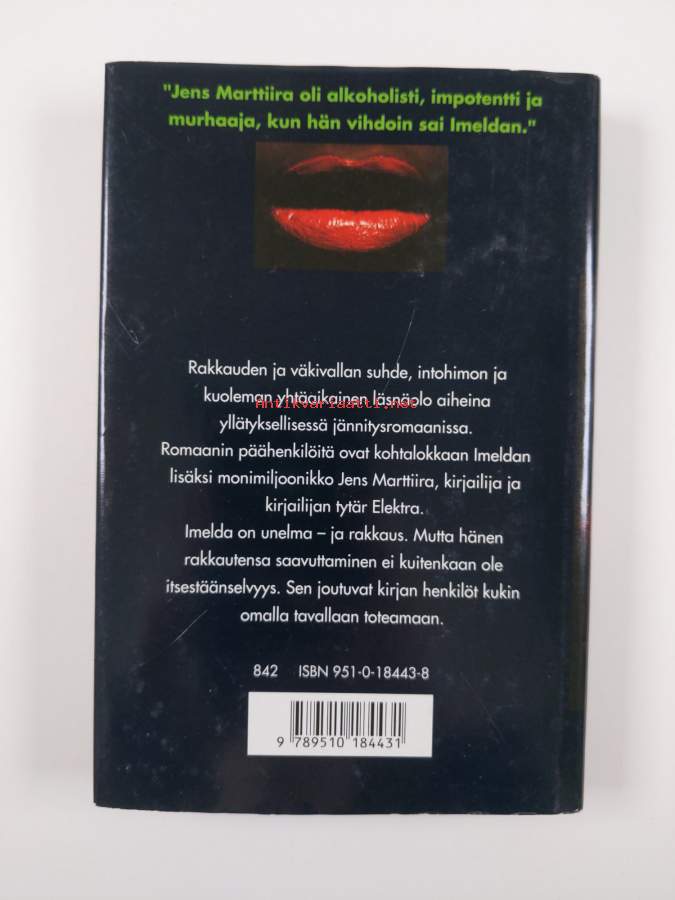 "Jens Marttiira oli alkoholisti, impotentti ja
murhaaja, kun hän vihdoin sai Imeldan."
Rakkauden ja väkivallan suhde, intohimon ja
kuoleman yhtäaikainen läsnäolo aiheina
Antikvariaatti.net
yllätyksellisessä jännitysromaanissa.
Romaanin päähenkilöitä ovat kohtalokkaan Imeldan
lisäksi monimiljoonikko Jens Marttiira, kirjailija ja
kirjailijan tytär Elektra.
Imelda on unelma – ja rakkaus. Mutta hänen
rakkautensa saavuttaminen ei kuitenkaan ole
itsestäänselvyys. Sen joutuvat kirjan henkilöt kukin
omalla tavallaan toteamaan.
842 ISBN 951-0-18443-8
9 789510 184431